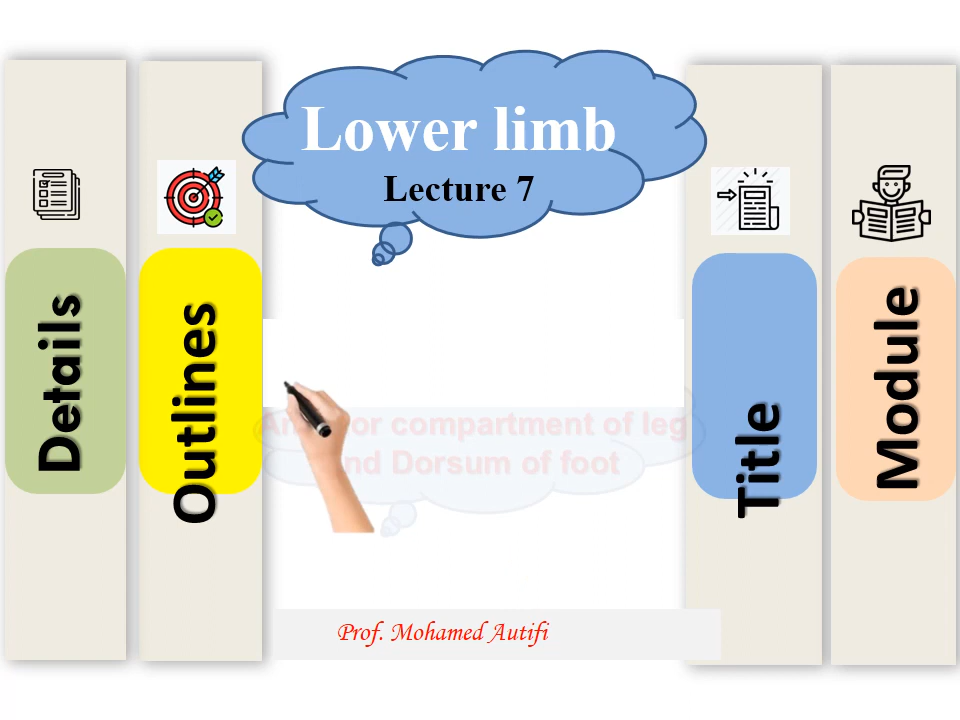 Lower limb
Lecture 7
Details
Outlines
Title
Module
compartment of leg
Dorsum of foot
Prof. Mohamed Autifi